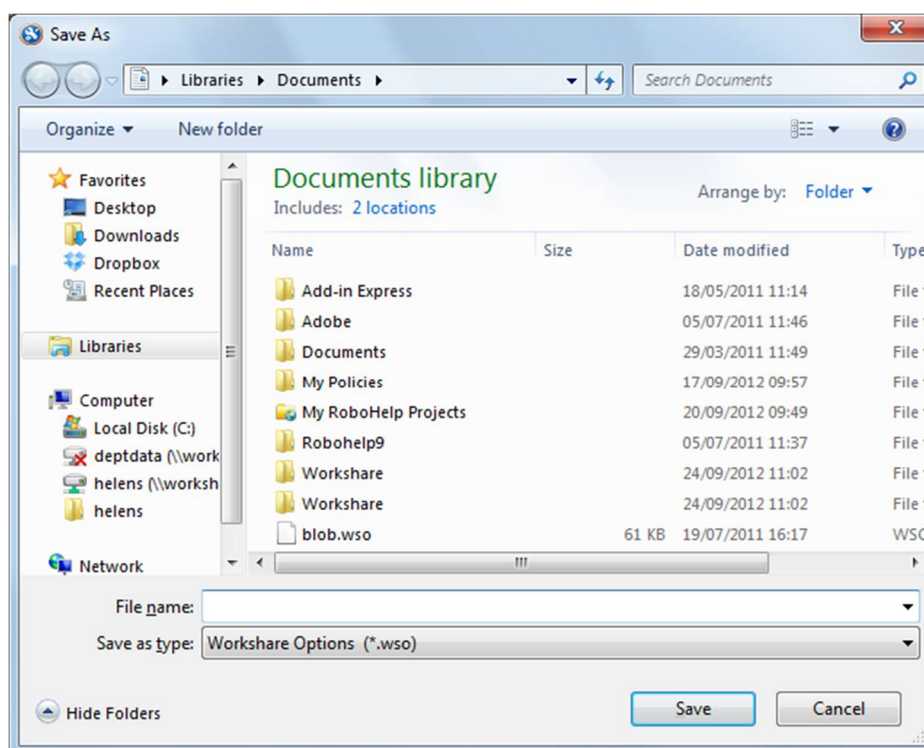 Save As
Libraries Documents
Search Documents
Organize New folder
Favorites
Desktop
Downloads
Dropbox
Recent Places
Libraries
Computer
Local Disk (C:)
deptdata (\\work
helens (\\worksh
helens
Network
Documents library
Includes: 2 locations
Arrange by: Folder
Name Size Date modified Type
Add-in Express 18/05/2011 11:14 File
Adobe 05/07/2011 11:46 File
Documents 29/03/2011 11:49 File
My Policies 17/09/2012 09:57 File
My RoboHelp Projects 20/09/2012 09:49 File
Robohelp9 05/07/2011 11:37 File
Workshare 24/09/2012 11:02 File
Workshare 24/09/2012 11:02 File
blob.wso 61 KB 19/07/2011 16:17 WSO
File name:
Save as type: Workshare Options (*.wso)
Hide Folders
Save Cancel